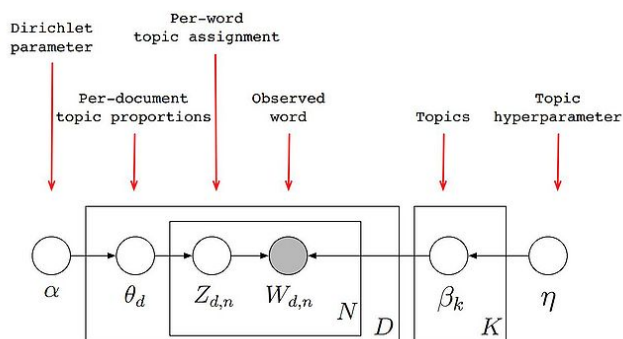 Dirichlet
parameter
Per-word
topic assignment
Per-document
topic proportions
Observed
word
Topics
Topic
hyperparameter
α
θd
Zd,n
Wd,n
N
D
βk
K
η